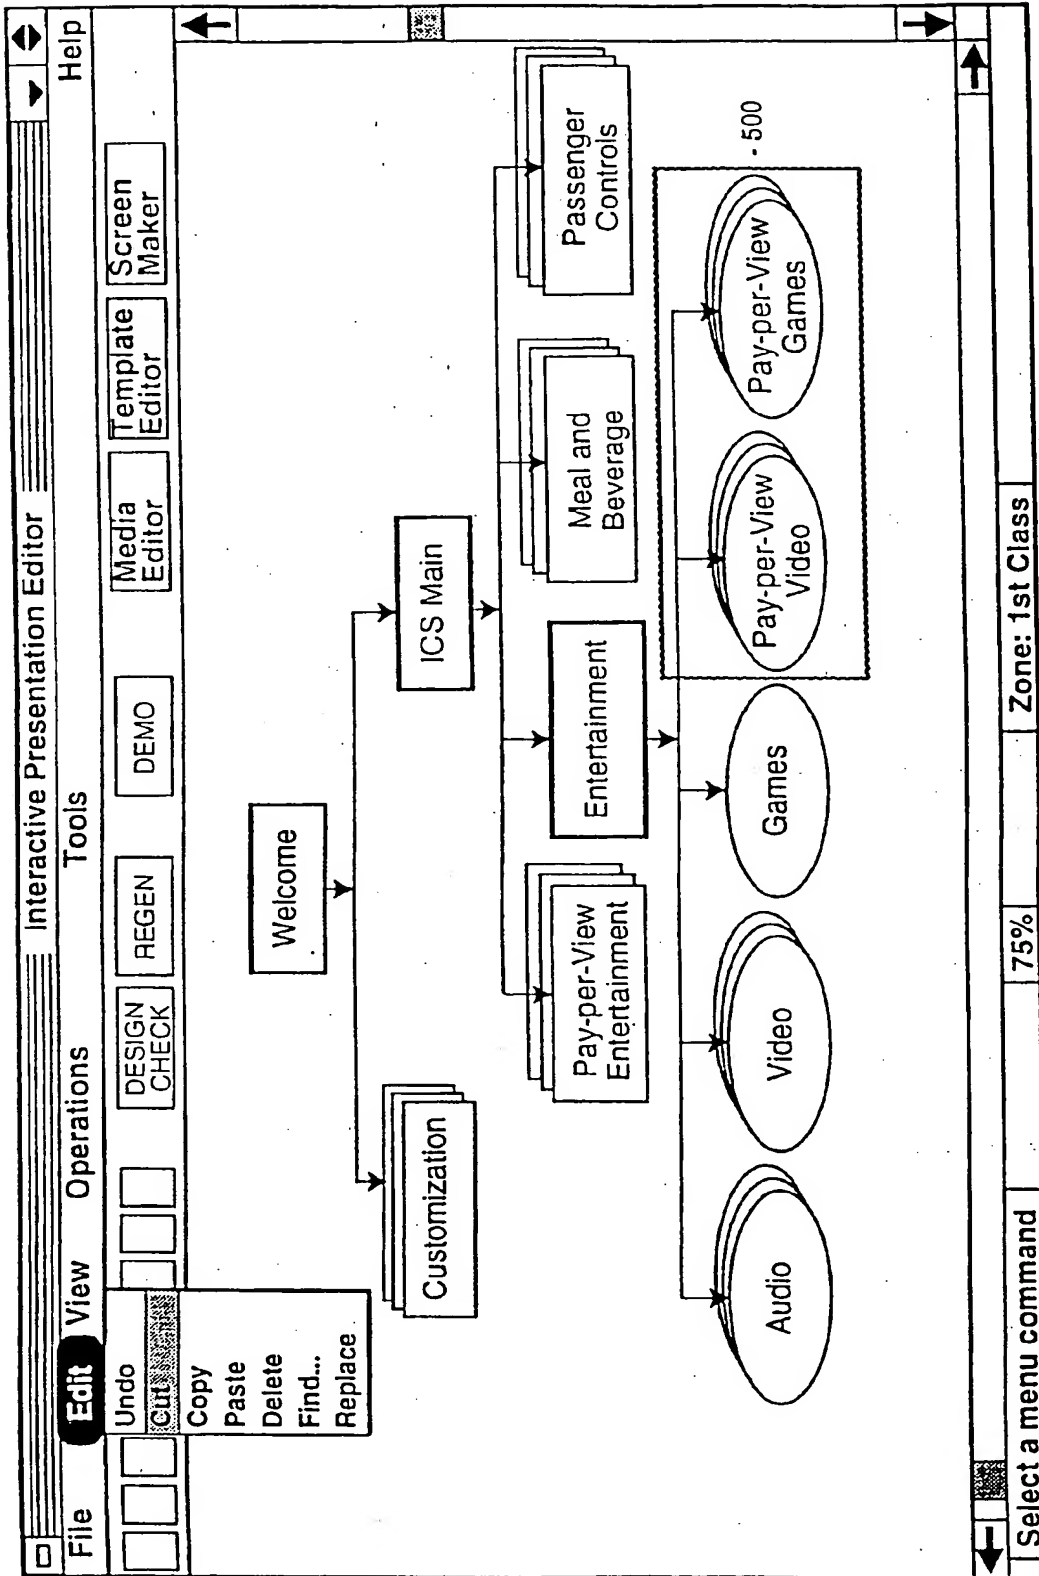 Interactive Presentation Editor
File Edit View Operations Tools Help
DESIGN
CHECK
REGEN
DEMO
Media
Editor
Template
Editor
Screen
Maker
Undo
Cut
Copy
Paste
Delete
Find...
Replace
Welcome
Customization
ICS Main
Pay-per-View
Entertainment
Entertainment
Meal and
Beverage
Passenger
Controls
Audio
Video
Games
Pay-per-View
Video
Pay-per-View
Games
- 500
Select a menu command
75%
Zone: 1st Class